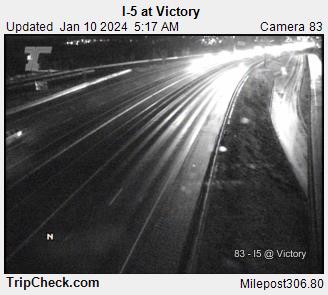 I-5 at Victory
Updated Jan 10 2024 5:17 AM Camera 83
N
83 - I5 @ Victory
TripCheck.com Milepost306.80